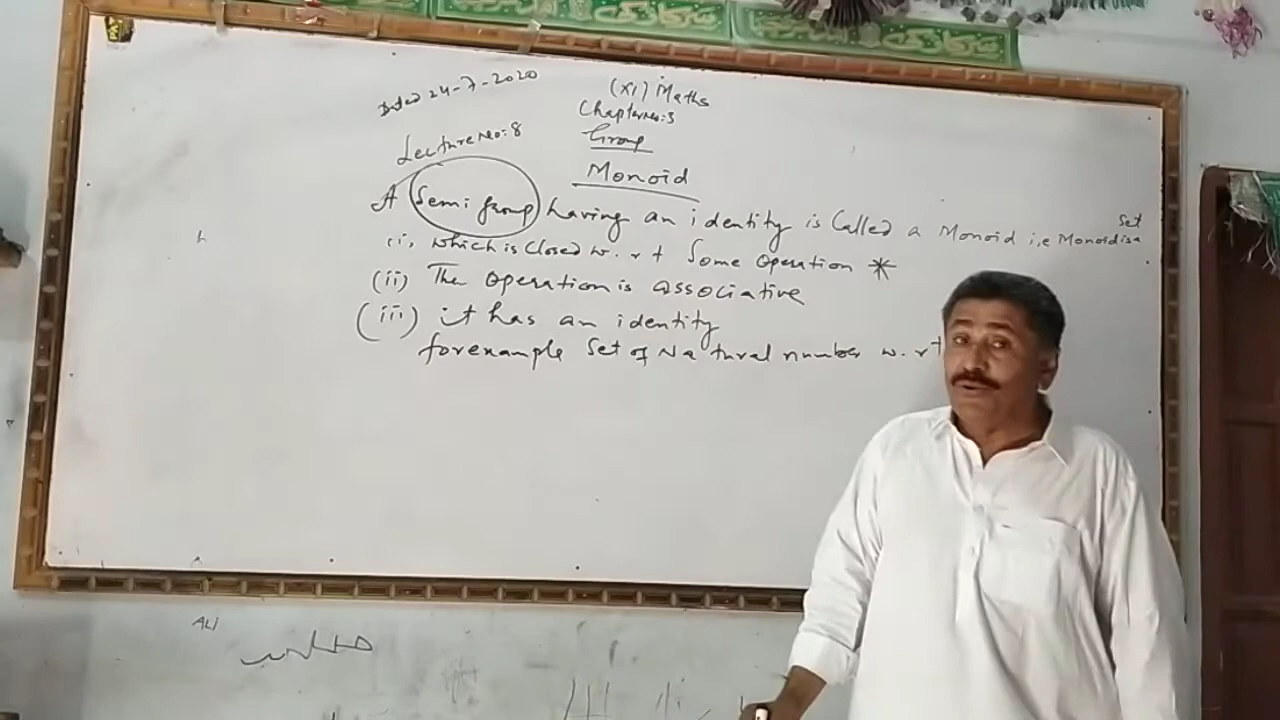 Dated 24-7-2020
(XI) Maths
Chapter No: 3
Lecture No: 8
Group
Monoid
A Semi group having an identity is Called a Monoid i,e Monoid is a Set
(i), which is closed w. r t Some operation *
(ii) The operation is associative
(iii) it has an identity
for example Set of Natural number w. r t
ALI